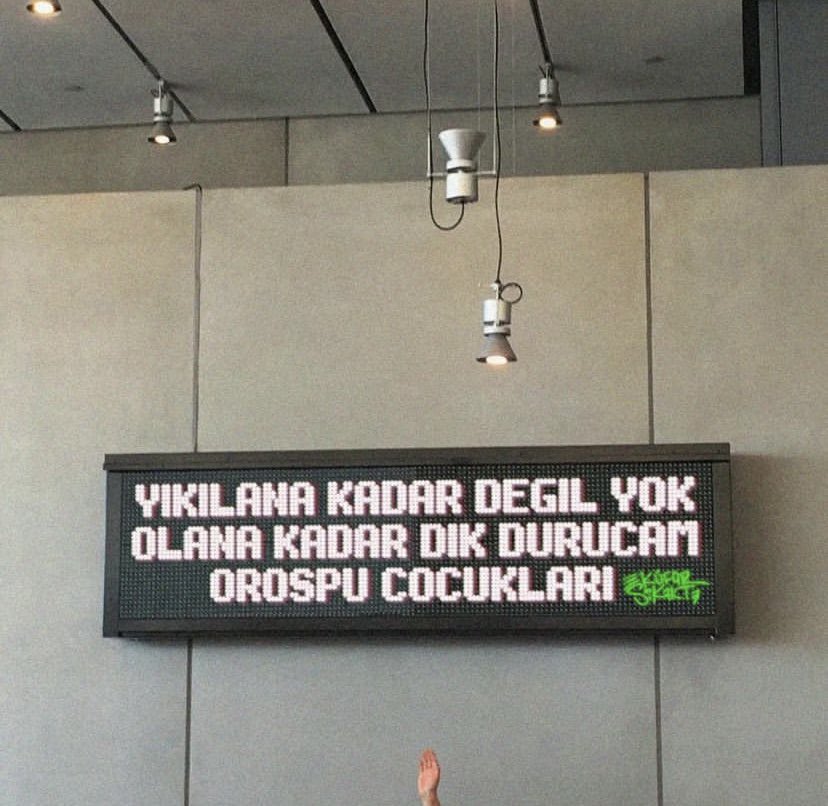 YIKILANA KADAR DEGIL YOK
OLANA KADAR DIK DURUCAM
OROSPU COCUKLARI